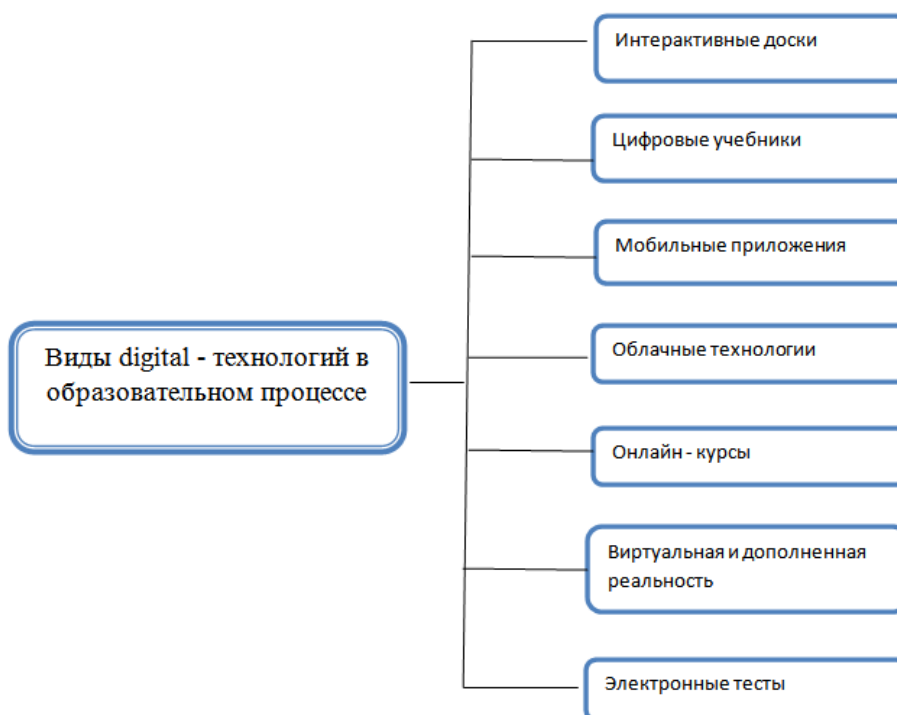 Интерактивные доски
Цифровые учебники
Мобильные приложения
Виды digital - технологий в
образовательном процессе
Облачные технологии
Онлайн - курсы
Виртуальная и дополненная
реальность
Электронные тесты